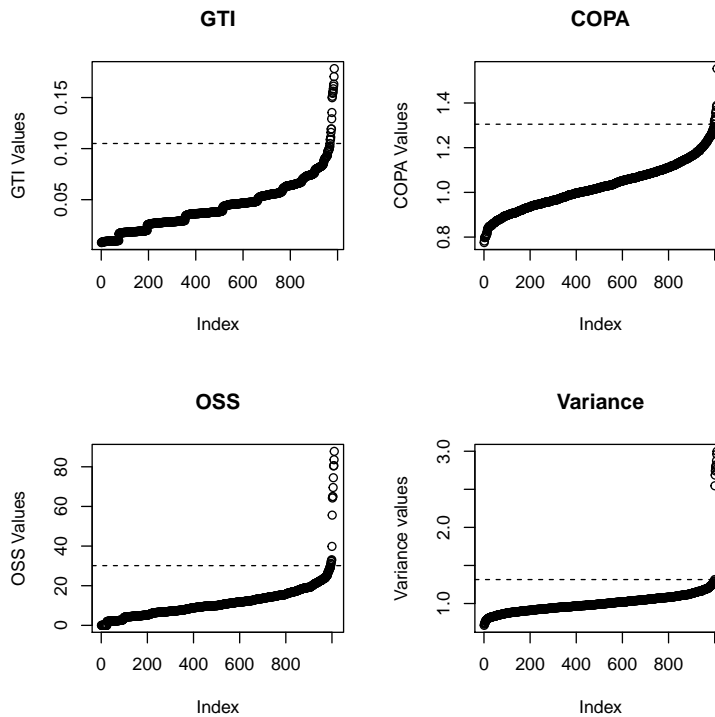 GTI
GTI Values
0.05 0.10 0.15
0 200 400 600 800
Index
COPA
COPA Values
0.8 1.0 1.2 1.4
0 200 400 600 800
Index
OSS
OSS Values
0 20 40 60 80
0 200 400 600 800
Index
Variance
Variance values
1.0 2.0 3.0
0 200 400 600 800
Index